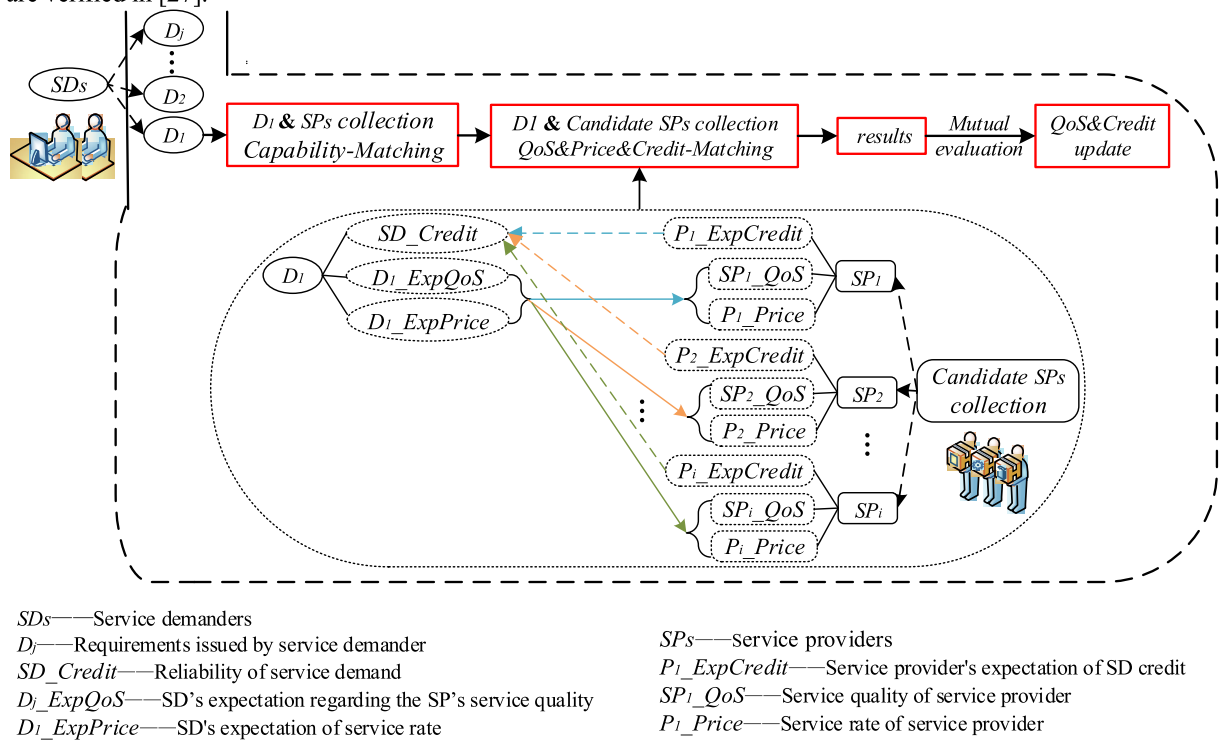 are verified in [27].
Dj
SDs
D2
D1
D1 & SPs collection
Capability-Matching
D1 & Candidate SPs collection
QoS&Price&Credit-Matching
results
Mutual
evaluation
QoS&Credit
update
SD_Credit
P1_ExpCredit
D1
D1_ExpQoS
SP1_QoS
SP1
D1_ExpPrice
P1_Price
P2_ExpCredit
SP2_QoS
SP2
P2_Price
Candidate SPs
collection
Pi_ExpCredit
SPi_QoS
SPi
Pi_Price
SDs——Service demanders
Dj——Requirements issued by service demander
SD_Credit——Reliability of service demand
Dj_ExpQoS——SD’s expectation regarding the SP’s service quality
D1_ExpPrice——SD's expectation of service rate
SPs——Service providers
P1_ExpCredit——Service provider's expectation of SD credit
SP1_QoS——Service quality of service provider
P1_Price——Service rate of service provider